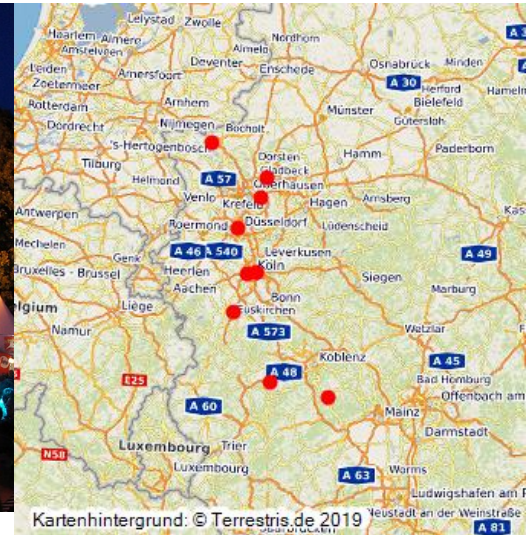 Lelystad Zwolle
Nordhorn
Haarlem Almere
Amstelveen
Almelo
Osnabrück Minden
Deventer Enschede
Leiden Amersfoort
A 30
Herford
Zoetermeer
Bielefeld
Rotterdam Arnhem
Münster
Gütersloh
Dordrecht Nijmegen Bocholt
's-Hertogenbosch
Dorsten Hamm Paderborn
Tilburg
Gladbeck
Helmond A 57 Oberhausen
Venlo Krefeld Hagen Arnsberg
Antwerpen
Roermond Düsseldorf Lüdenscheid
Mechelen
Genk A 46 A 540 Leverkusen A 49
Bruxelles - Brussel Heerlen Köln
Aachen Siegen Marburg
Liège Bonn
Namur Euskirchen
A 573 Wetzlar
Koblenz A 45
E25 A 48 Bad Homburg
A 60 Offenbach am
Mainz
Darmstadt
Luxembourg Trier
N58
Luxembourg
A 63 Worms
Ludwigshafen am
Neustadt an der Weinstraße
Kartenhintergrund: © Terrestris.de 2019
A 81